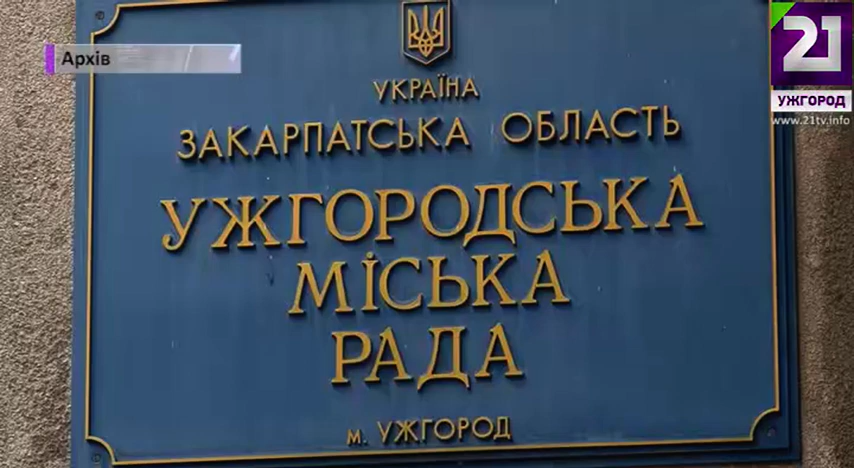 Архів
21
УЖГОРОД
www.21tv.info
УКРАЇНА
ЗАКАРПАТСЬКА ОБЛАСТЬ
УЖГОРОДСЬКА
МІСЬКА
РАДА
м. УЖГОРОД